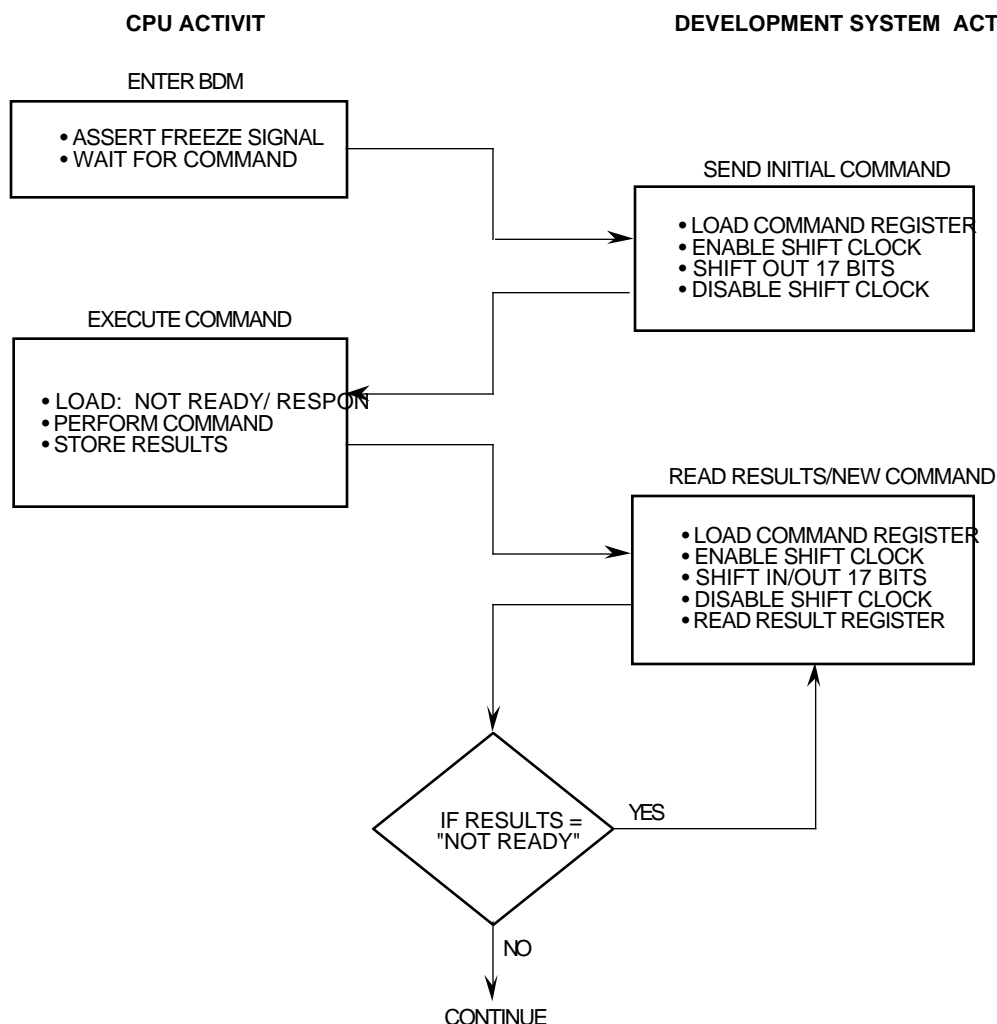 CPU ACTIVIT
DEVELOPMENT SYSTEM ACT
ENTER BDM
• ASSERT FREEZE SIGNAL
• WAIT FOR COMMAND
SEND INITIAL COMMAND
• LOAD COMMAND REGISTER
• ENABLE SHIFT CLOCK
• SHIFT OUT 17 BITS
• DISABLE SHIFT CLOCK
EXECUTE COMMAND
• LOAD: NOT READY/ RESPON
• PERFORM COMMAND
• STORE RESULTS
READ RESULTS/NEW COMMAND
• LOAD COMMAND REGISTER
• ENABLE SHIFT CLOCK
• SHIFT IN/OUT 17 BITS
• DISABLE SHIFT CLOCK
• READ RESULT REGISTER
IF RESULTS =
"NOT READY"
YES
NO
CONTINUE